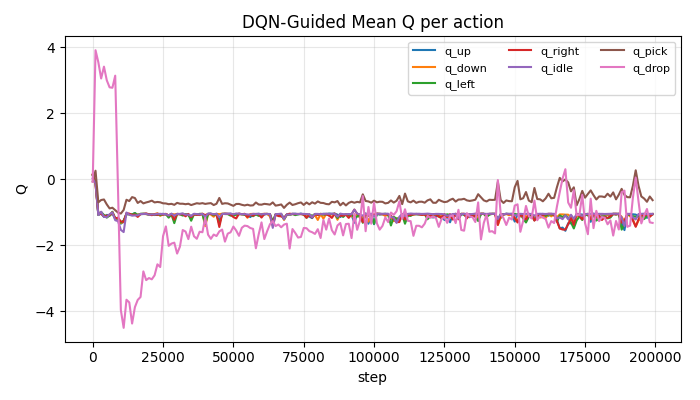 DQN-Guided Mean Q per action
q_up q_right q_pick
q_down q_idle q_drop
q_left
4
2
0
−2
−4
Q
0 25000 50000 75000 100000 125000 150000 175000 200000
step